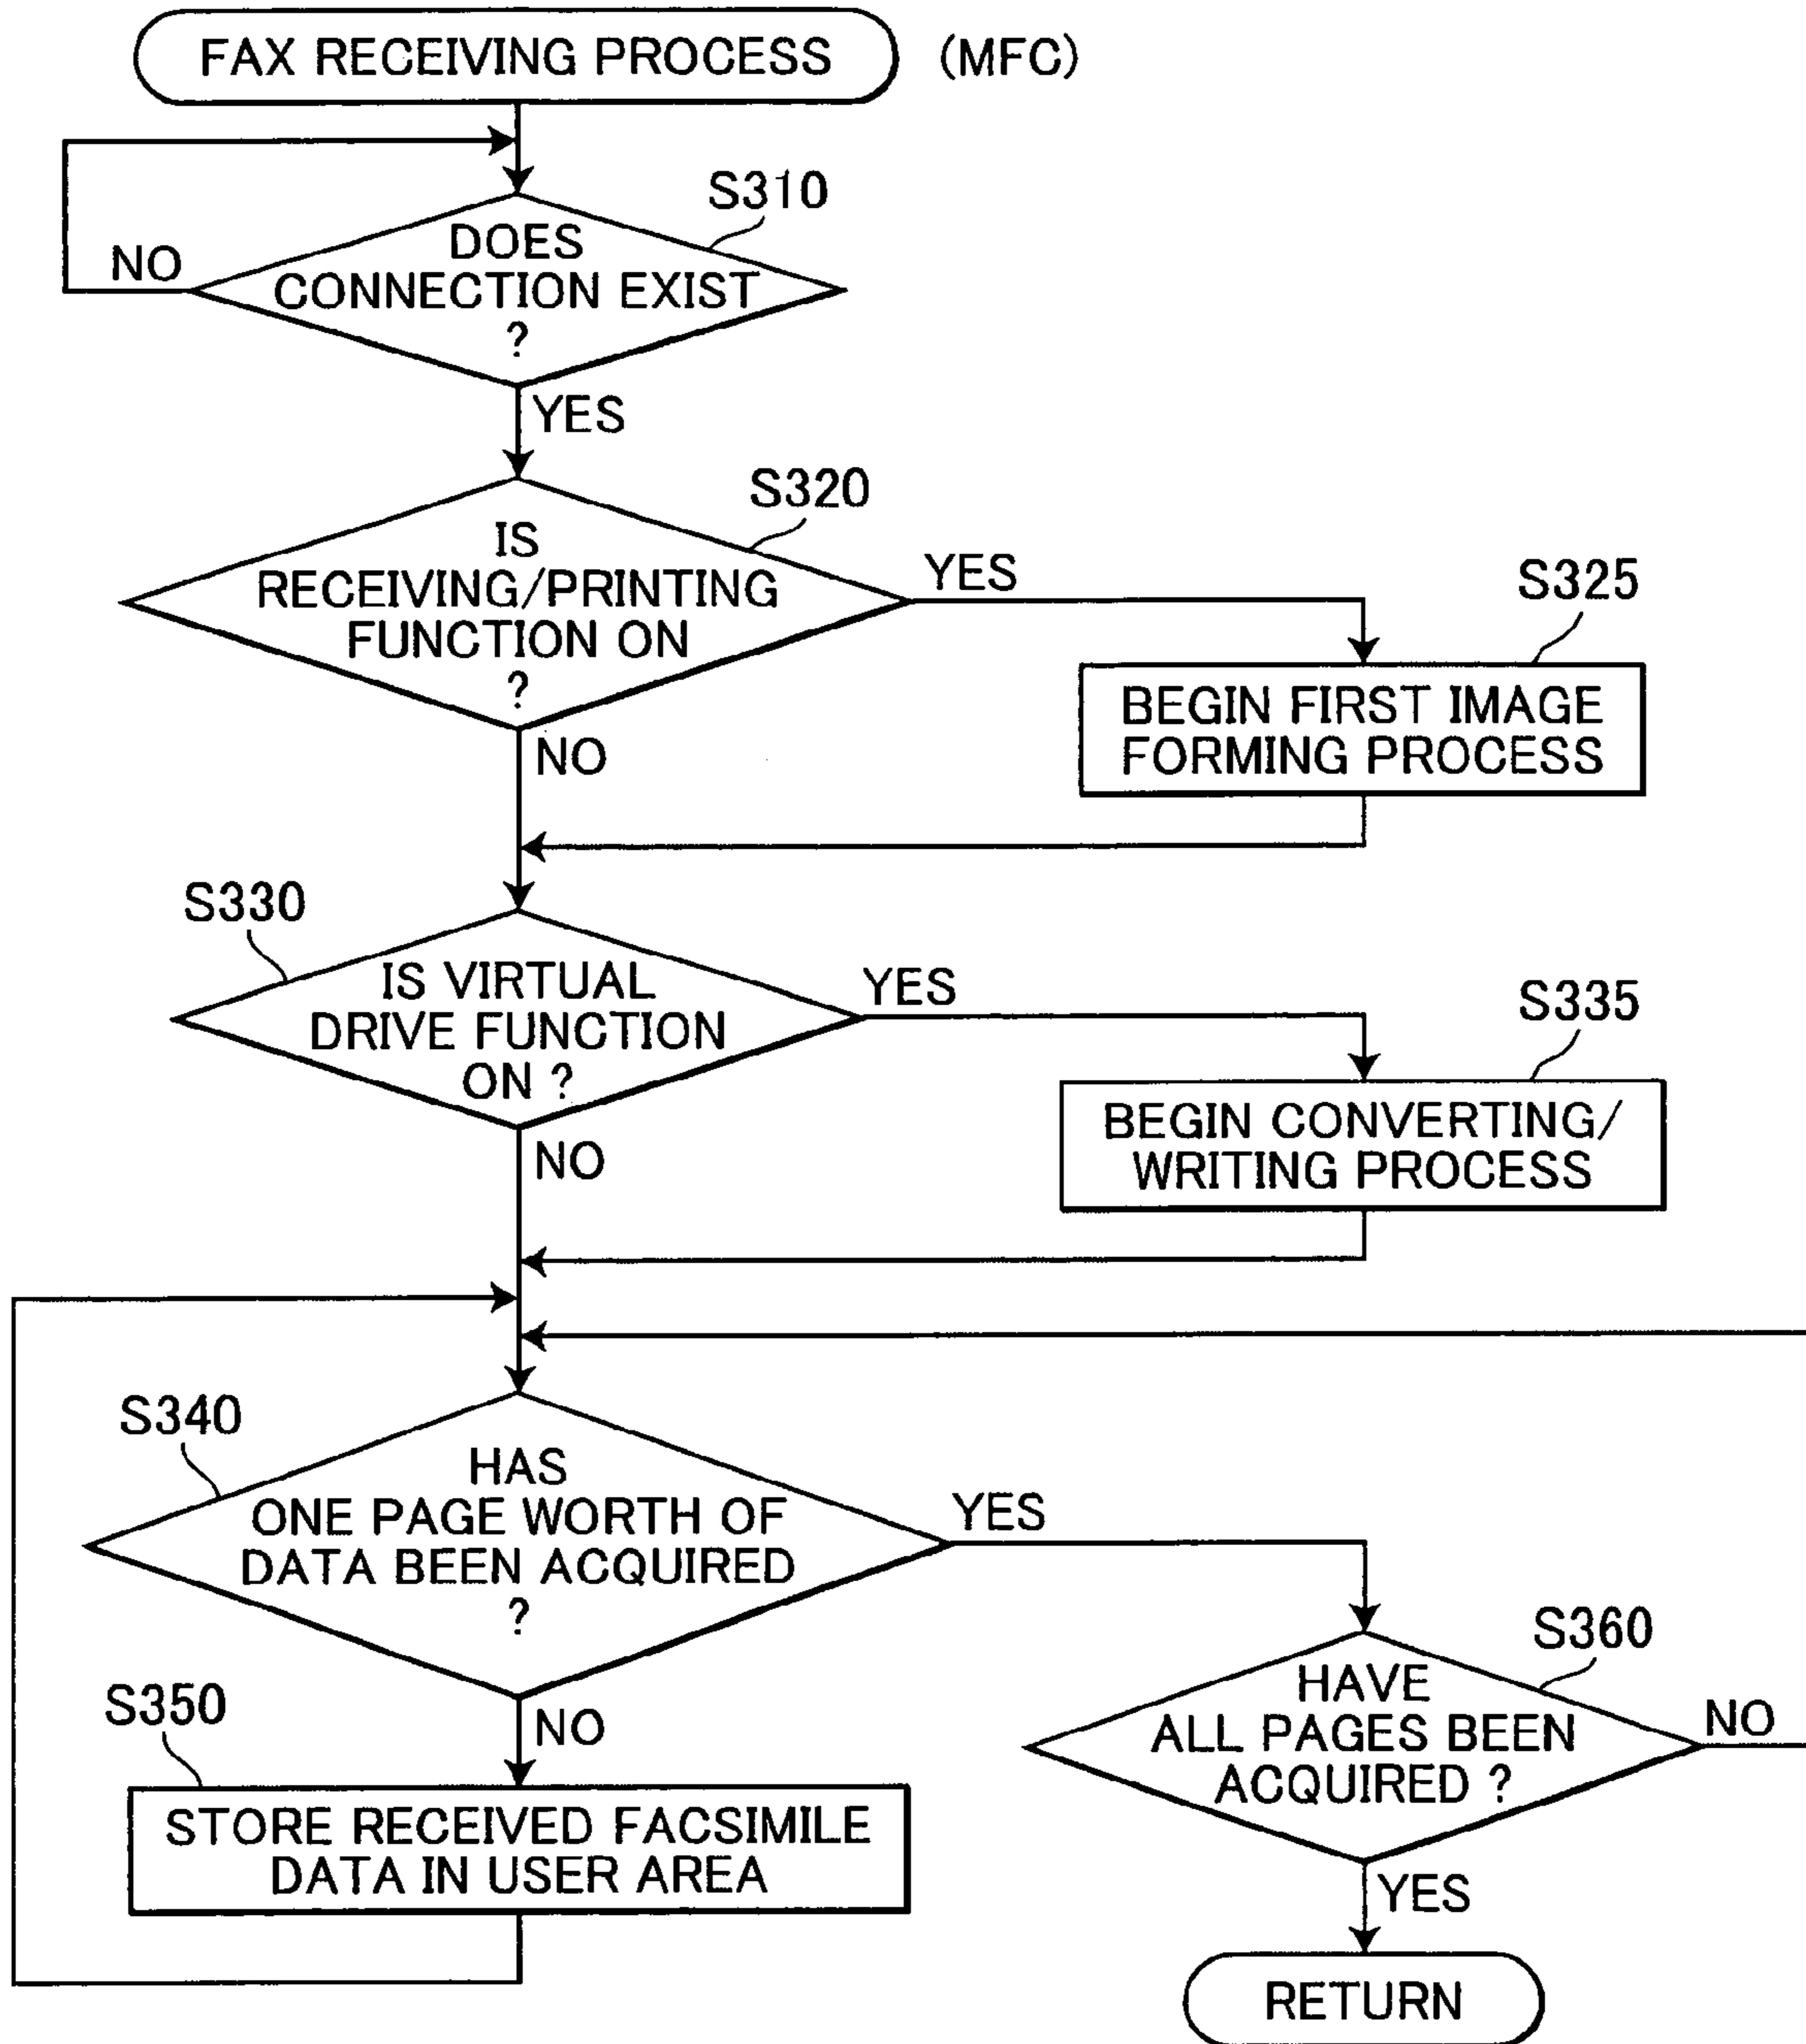 FAX RECEIVING PROCESS (MFC)
S310
DOES
CONNECTION EXIST
?
NO
YES
S320
IS
RECEIVING/PRINTING
FUNCTION ON
?
YES
S325
BEGIN FIRST IMAGE
FORMING PROCESS
NO
S330
IS VIRTUAL
DRIVE FUNCTION
ON ?
YES
S335
BEGIN CONVERTING/
WRITING PROCESS
NO
S340
HAS
ONE PAGE WORTH OF
DATA BEEN ACQUIRED
?
YES
S360
HAVE
ALL PAGES BEEN
ACQUIRED ?
NO
S350
NO
STORE RECEIVED FACSIMILE
DATA IN USER AREA
YES
RETURN